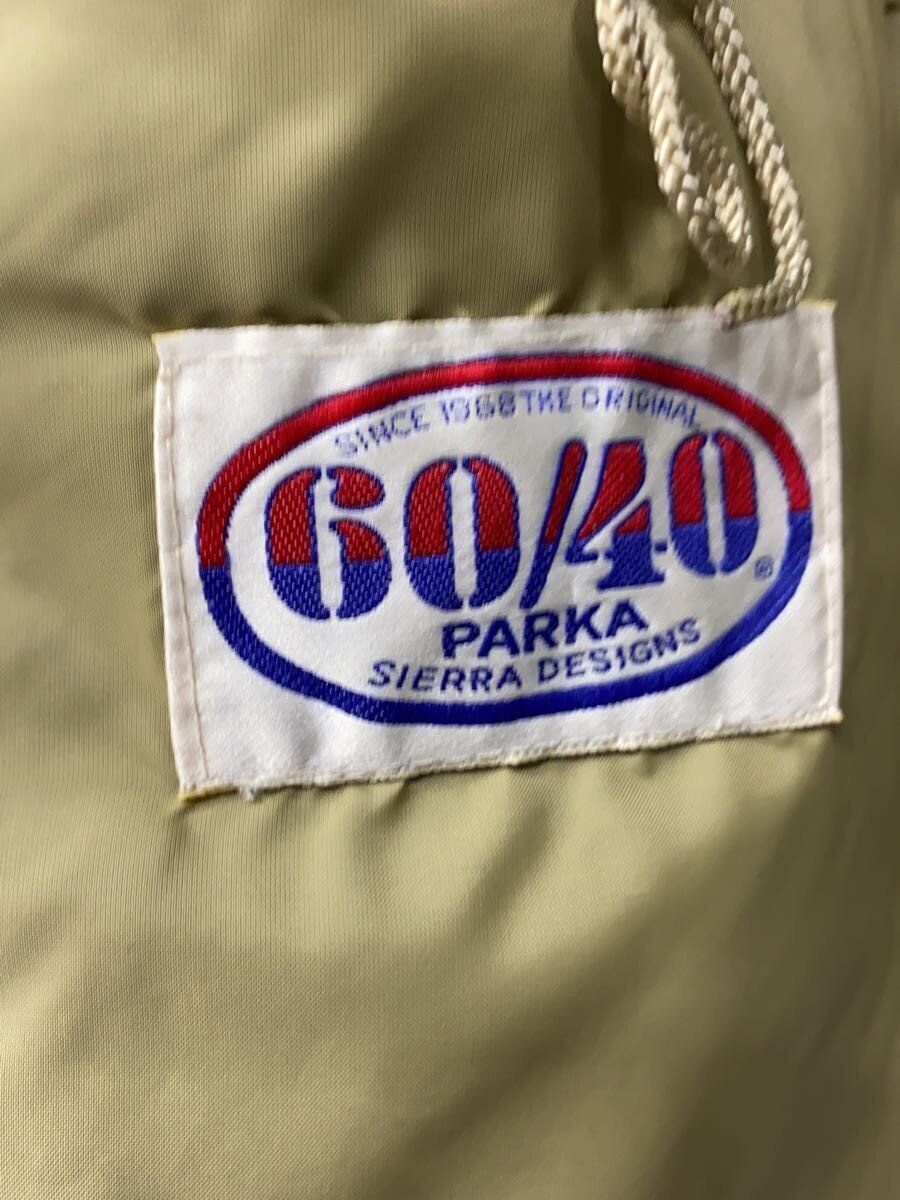 SINCE 1968 THE ORIGINAL
60/40®
PARKA
SIERRA DESIGNS